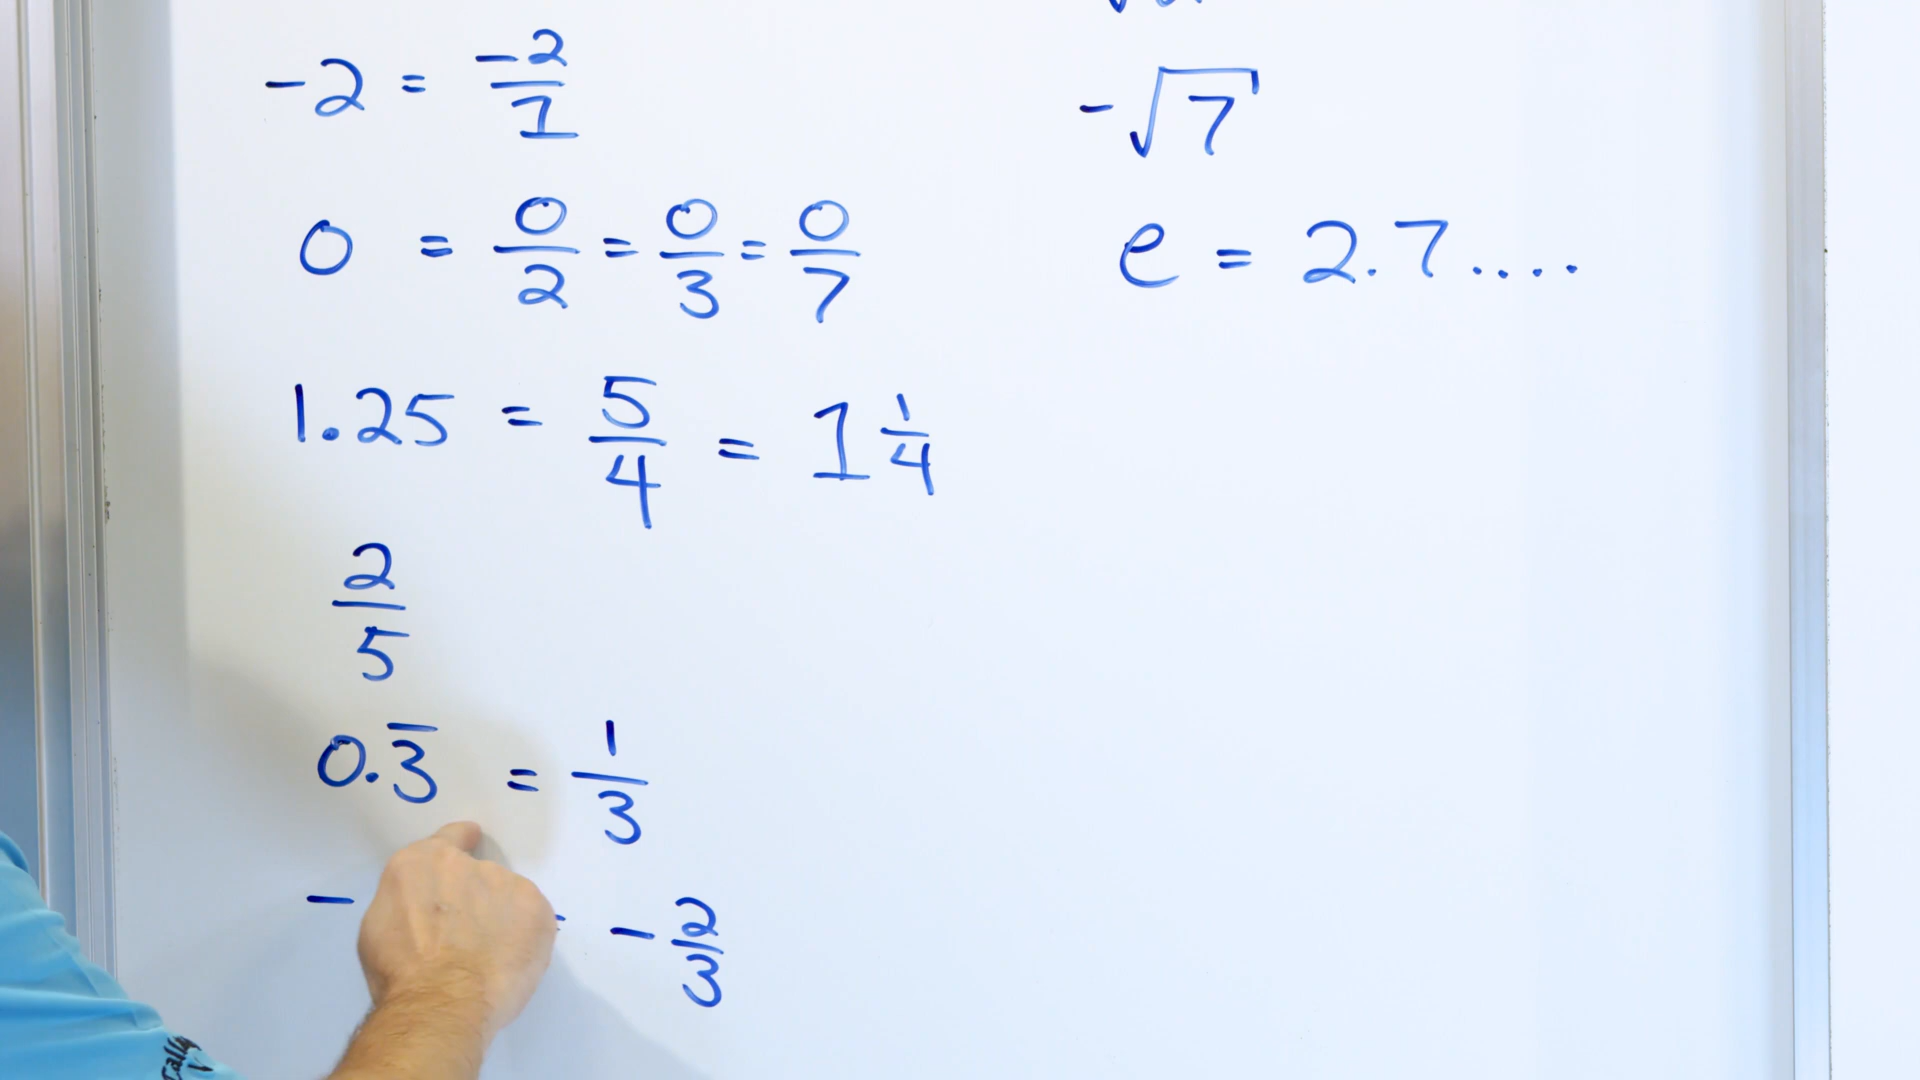 -2 = -2/1
0 = 0/2 = 0/3 = 0/7
1.25 = 5/4 = 1 1/4
2/5
0.3̅ = 1/3
- = - 2/3
-√7
e = 2.7....